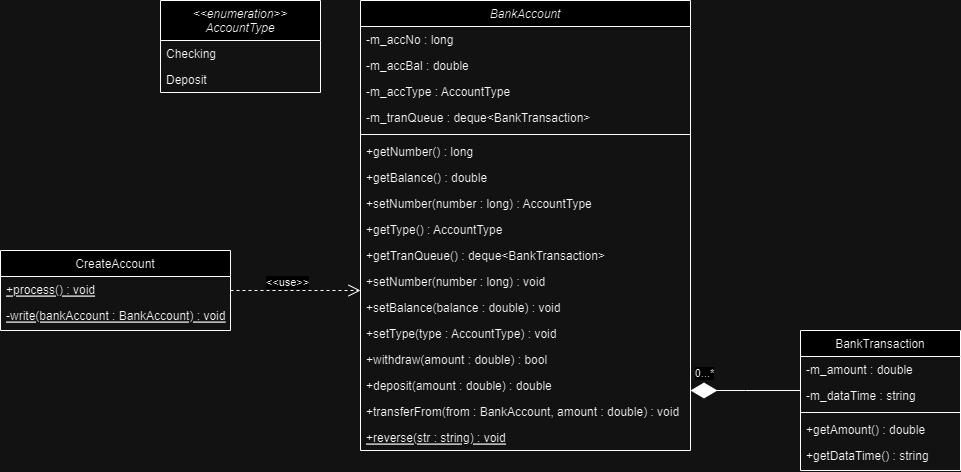 <<enumeration>>
AccountType
Checking
Deposit
BankAccount
-m_accNo : long
-m_accBal : double
-m_accType : AccountType
-m_tranQueue : deque<BankTransaction>
+getNumber() : long
+getBalance() : double
+setNumber(number : long) : AccountType
+getType() : AccountType
+getTranQueue() : deque<BankTransaction>
+setNumber(number : long) : void
+setBalance(balance : double) : void
+setType(type : AccountType) : void
+withdraw(amount : double) : bool
+deposit(amount : double) : double
+transferFrom(from : BankAccount, amount : double) : void
+reverse(str : string) : void
CreateAccount
+process() : void
-write(bankAccount : BankAccount) : void
<<use>>
0...*
BankTransaction
-m_amount : double
-m_dataTime : string
+getAmount() : double
+getDataTime() : string